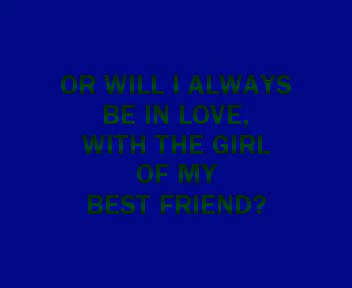 OR WILL I ALWAYS
BE IN LOVE,
WITH THE GIRL
OF MY
BEST FRIEND?